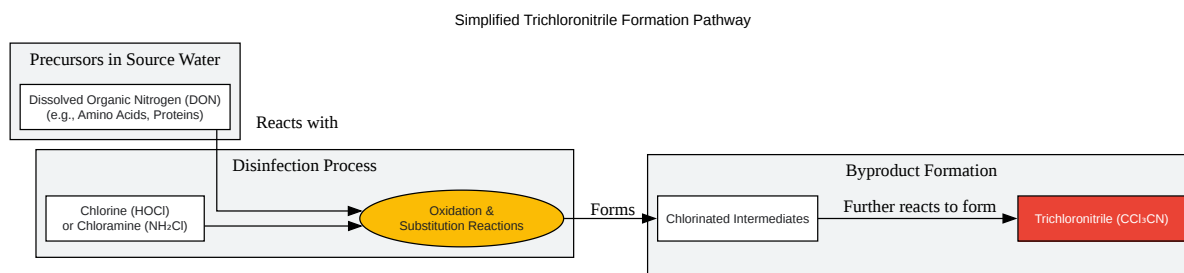 Simplified Trichloronitrile Formation Pathway
Precursors in Source Water
Dissolved Organic Nitrogen (DON)
(e.g., Amino Acids, Proteins)
Reacts with
Disinfection Process
Chlorine (HOCl)
or Chloramine (NH₂Cl)
Oxidation &
Substitution Reactions
Forms
Byproduct Formation
Chlorinated Intermediates
Further reacts to form
Trichloronitrile (CCl₃CN)